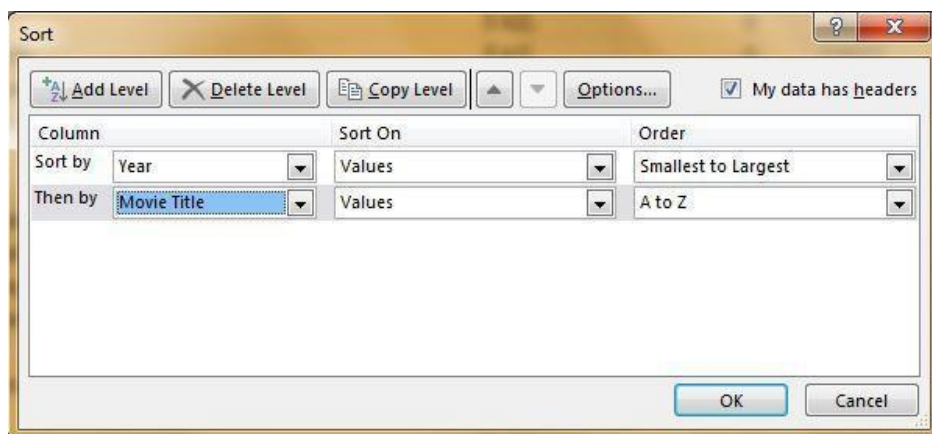 Sort
Add Level Delete Level Copy Level Options... My data has headers
Column Sort On Order
Sort by Year Values Smallest to Largest
Then by Movie Title Values A to Z
OK Cancel